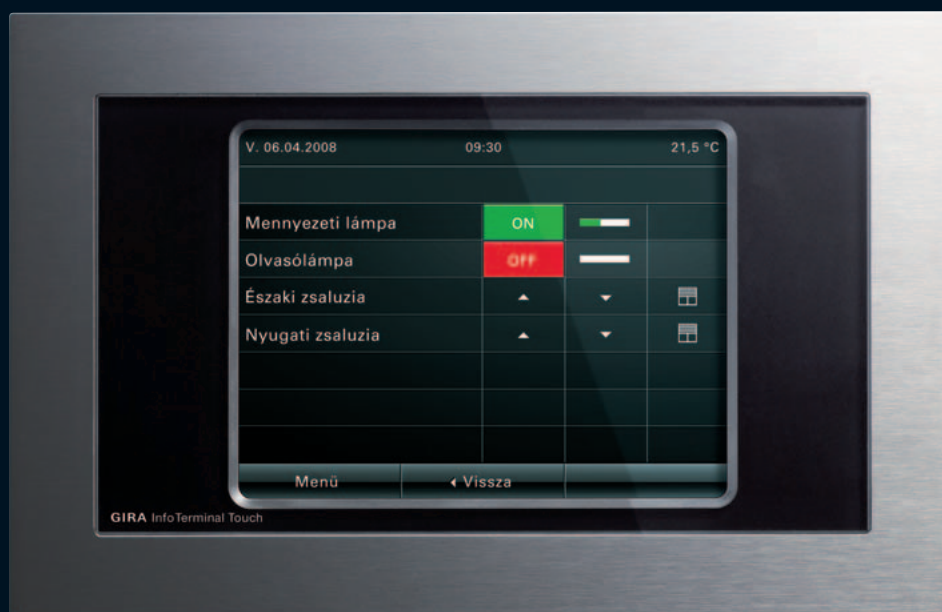 V. 06.04.2008 09:30 21,5 °C
Mennyezeti lámpa ON
Olvasólámpa OFF
Északi zsaluzia
Nyugati zsaluzia
Menü Vissza
GIRA InfoTerminal Touch